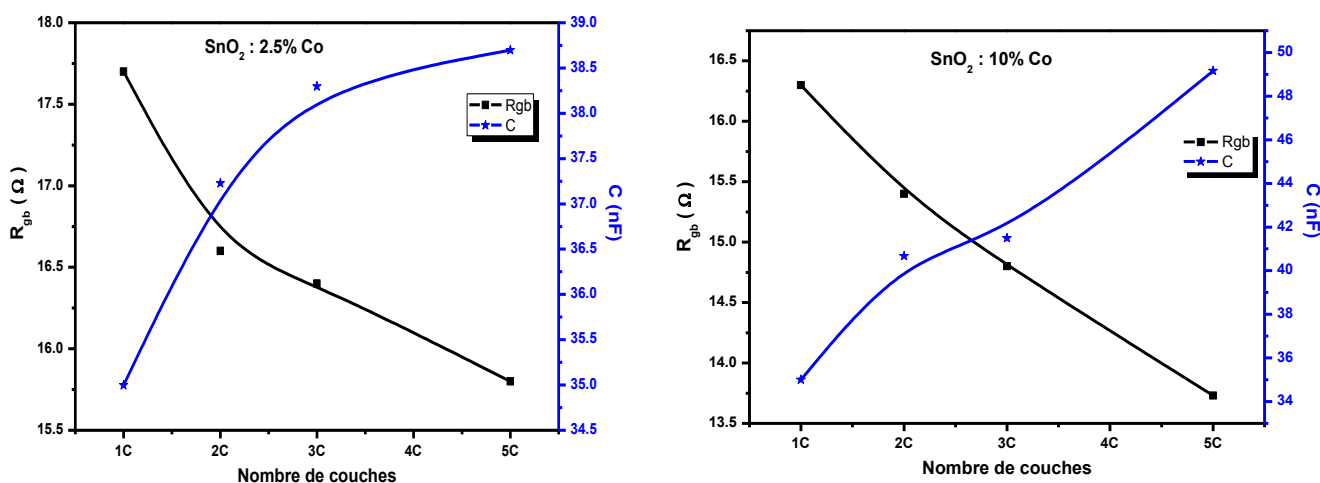 SnO2 : 2.5% Co
Rgb
C
18.0
17.5
17.0
16.5
16.0
15.5
Rgb ( Ω )
39.0
38.5
38.0
37.5
37.0
36.5
36.0
35.5
35.0
34.5
C (nF)
1C 2C 3C 4C 5C
Nombre de couches
SnO2 : 10% Co
Rgb
C
16.5
16.0
15.5
15.0
14.5
14.0
13.5
Rgb ( Ω )
50
48
46
44
42
40
38
36
34
C (nF)
1C 2C 3C 4C 5C
Nombre de couches